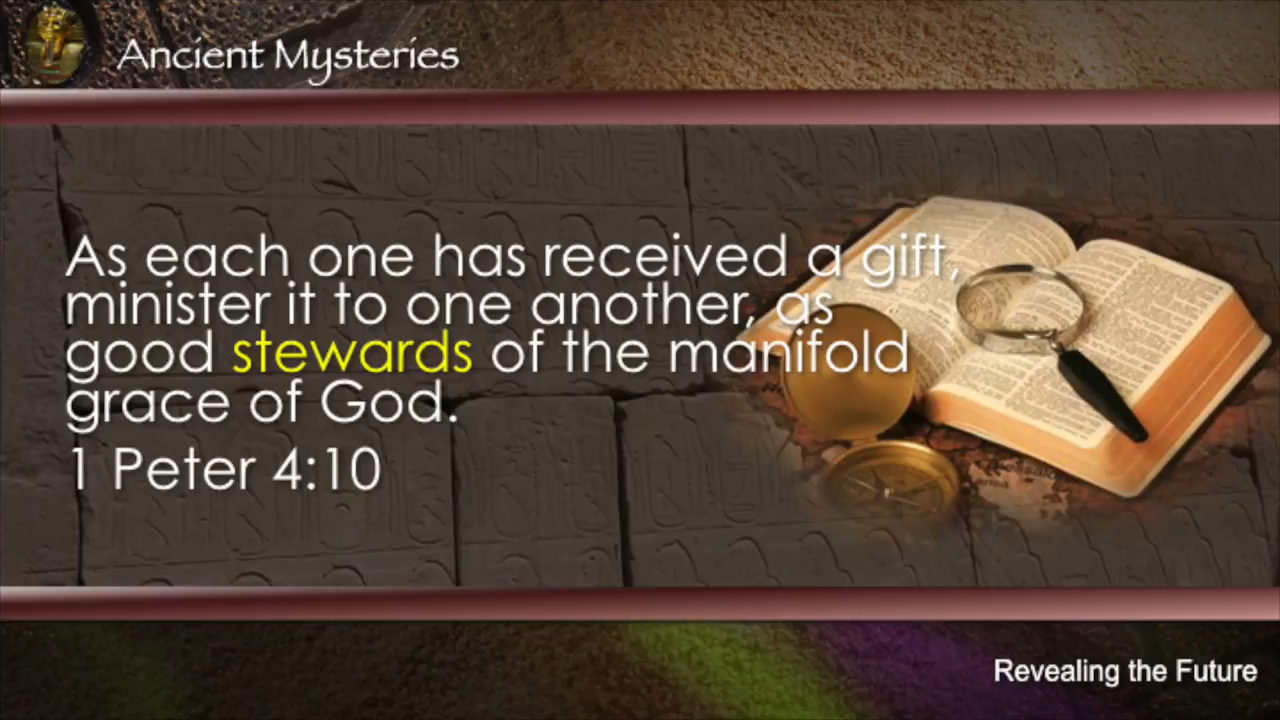 Ancient Mysteries
As each one has received a gift,
minister it to one another, as
good stewards of the manifold
grace of God.
1 Peter 4:10
Revealing the Future